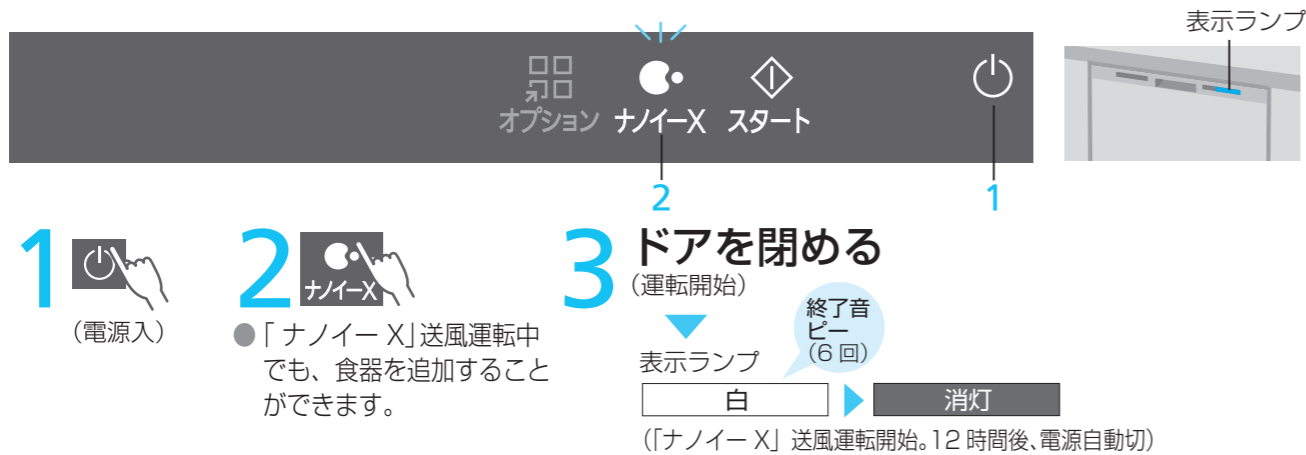 表示ランプ
オプション ナノイーX スタート
2
1
1
(電源入)
2
ナノイーX
●「ナノイー X」送風運転中
でも、食器を追加すること
ができます。
3 ドアを閉める
(運転開始)
終了音
ピー
(6回)
表示ランプ
白
消灯
(「ナノイー X」送風運転開始。12時間後、電源自動切)